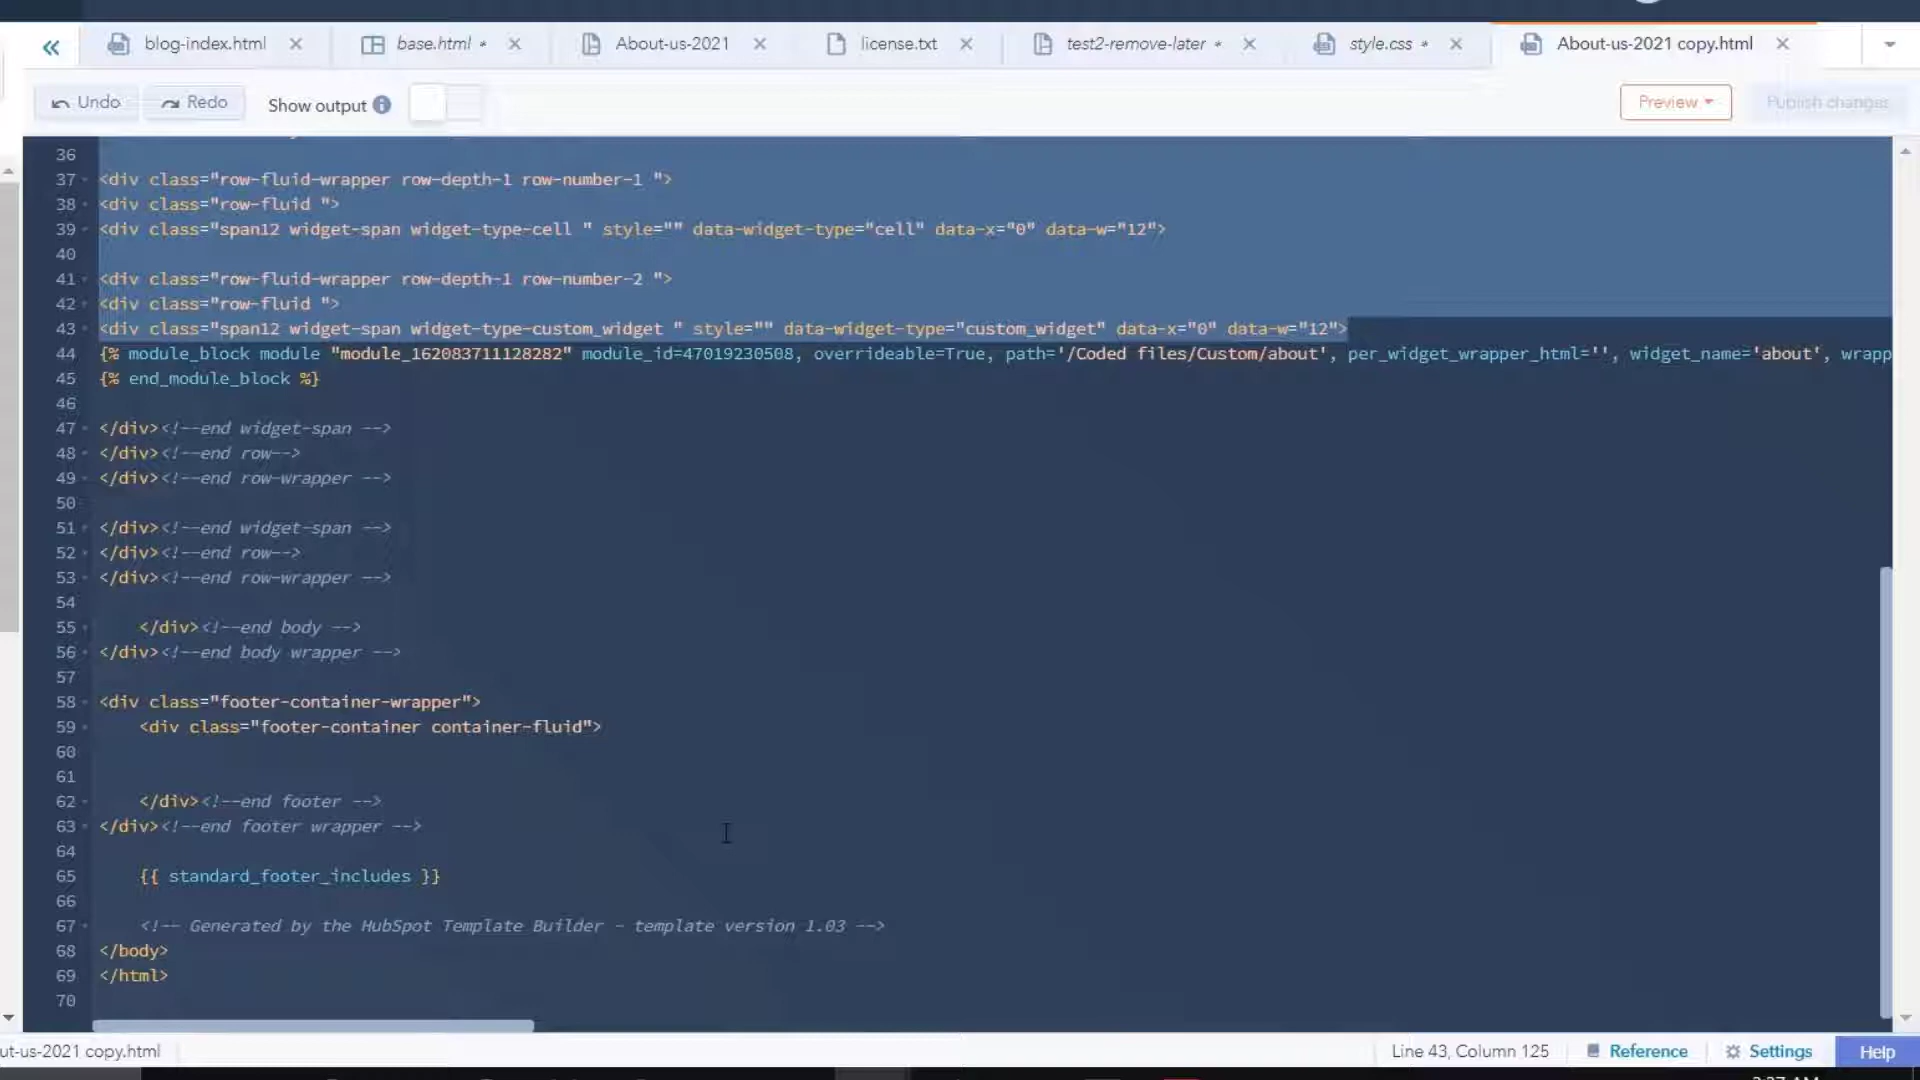 blog-index.html
base.html *
About-us-2021
license.txt
test2-remove-later *
style.css *
About-us-2021 copy.html
Undo
Redo
Show output
Preview
Publish changes
36
37 <div class="row-fluid-wrapper row-depth-1 row-number-1 ">
38 <div class="row-fluid ">
39 <div class="span12 widget-span widget-type-cell " style="" data-widget-type="cell" data-x="0" data-w="12">
40
41 <div class="row-fluid-wrapper row-depth-1 row-number-2 ">
42 <div class="row-fluid ">
43 <div class="span12 widget-span widget-type-custom_widget " style="" data-widget-type="custom_widget" data-x="0" data-w="12">
44 {% module_block module "module_162083711128282" module_id=47019230508, overrideable=True, path='/Coded files/Custom/about', per_widget_wrapper_html='', widget_name='about', wrapp
45 {% end_module_block %}
46
47 </div><!--end widget-span -->
48 </div><!--end row-->
49 </div><!--end row-wrapper -->
50
51 </div><!--end widget-span -->
52 </div><!--end row-->
53 </div><!--end row-wrapper -->
54
55 </div><!--end body -->
56 </div><!--end body wrapper -->
57
58 <div class="footer-container-wrapper">
59 <div class="footer-container container-fluid">
60
61
62 </div><!--end footer -->
63 </div><!--end footer wrapper -->
64
65 {{ standard_footer_includes }}
66
67 <!-- Generated by the HubSpot Template Builder - template version 1.03 -->
68 </body>
69 </html>
70
ut-us-2021 copy.html
Line 43, Column 125
Reference
Settings
Help